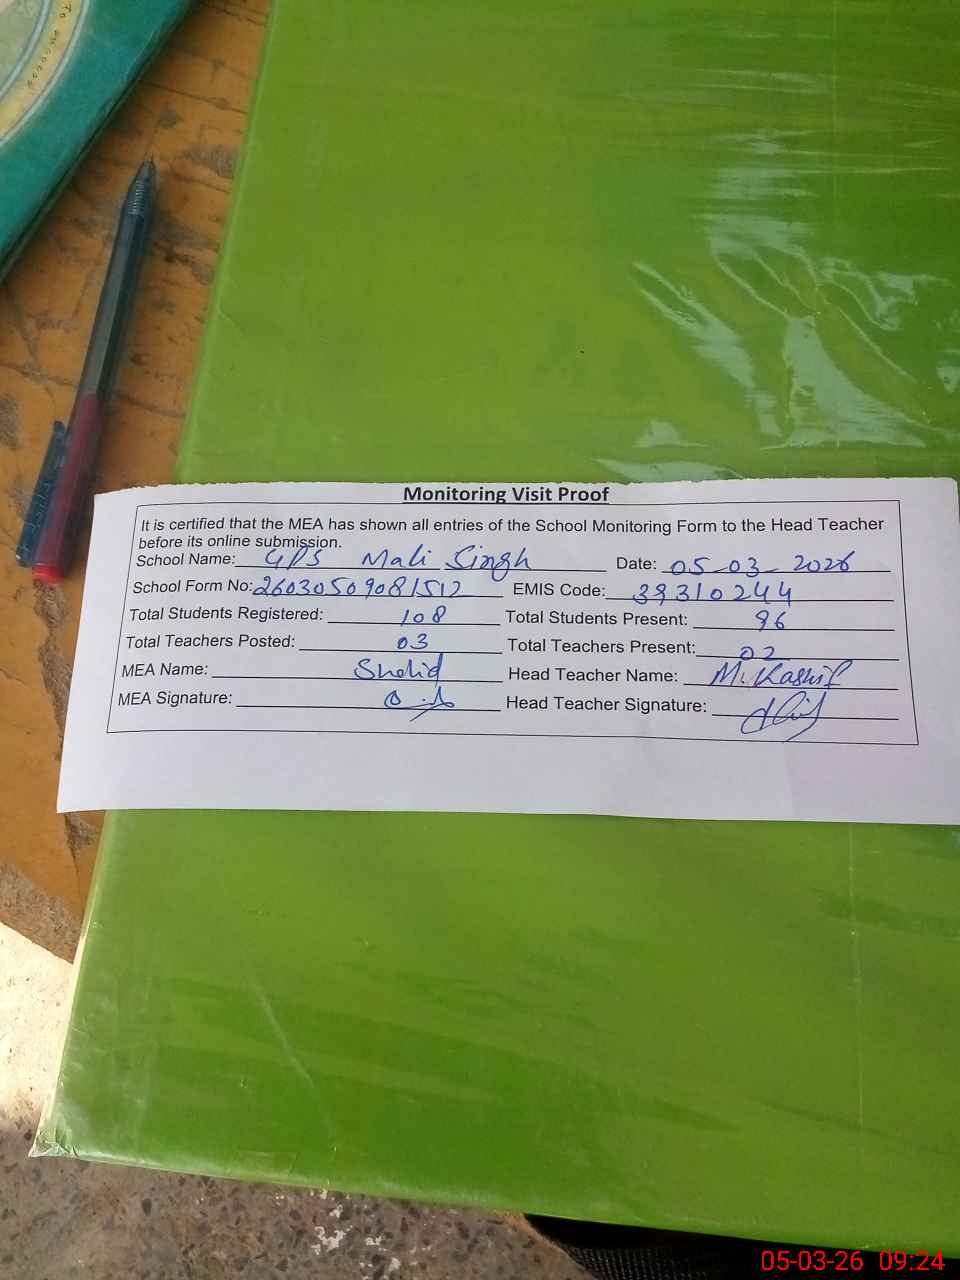 Monitoring Visit Proof
It is certified that the MEA has shown all entries of the School Monitoring Form to the Head Teacher
before its online submission.
School Name: GPS Mali Singh Date: 05-03-2026
School Form No: 26030509081512 EMIS Code: 39310244
Total Students Registered: 108 Total Students Present: 96
Total Teachers Posted: 03 Total Teachers Present: 02
MEA Name: Shahid Head Teacher Name: M. Kashif
MEA Signature: Head Teacher Signature:
05-03-26 09:24